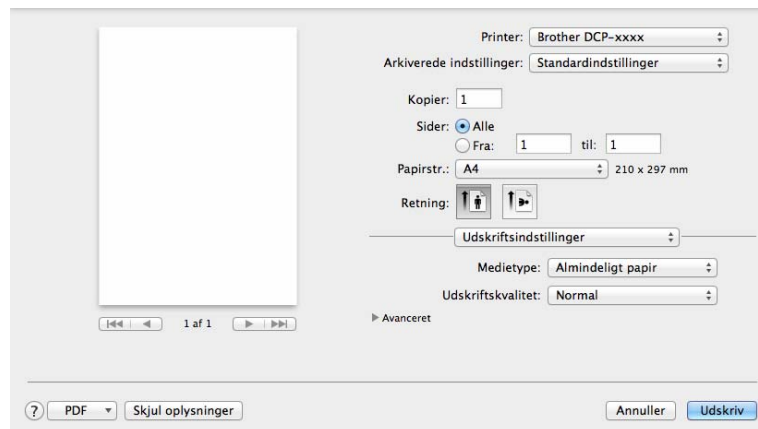 Printer: Brother DCP-xxxx
Arkiverede indstillinger: Standardindstillinger
Kopier: 1
Sider: Alle
Fra: 1 til: 1
Papirstr.: A4 210 x 297 mm
Retning:
Udskriftsindstillinger
Medietype: Almindeligt papir
Udskriftskvalitet: Normal
Avanceret
1 af 1
? PDF Skjul oplysninger Annuller Udskriv